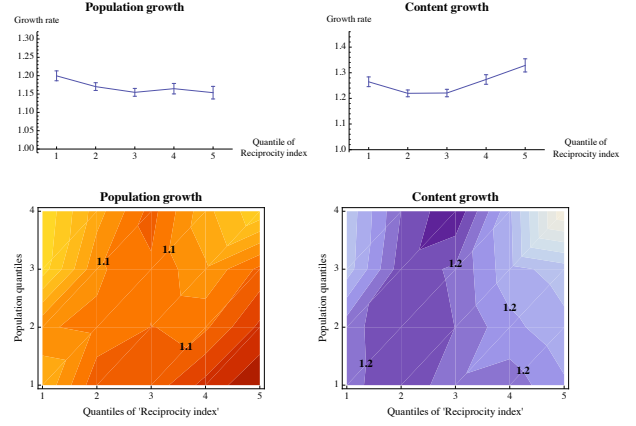 Population growth
Growth rate
1.30
1.25
1.20
1.15
1.10
1.05
1.00
1 2 3 4 5
Quantile of
Reciprocity index
Content growth
Growth rate
1.4
1.3
1.2
1.1
1.0
1 2 3 4 5
Quantile of
Reciprocity index
Population growth
Population quantiles
4
3
2
1
1.1
1.1
1.1
1 2 3 4 5
Quantiles of 'Reciprocity index'
Content growth
Population quantiles
4
3
2
1
1.2
1.2
1.2
1.2
1 2 3 4 5
Quantiles of 'Reciprocity index'